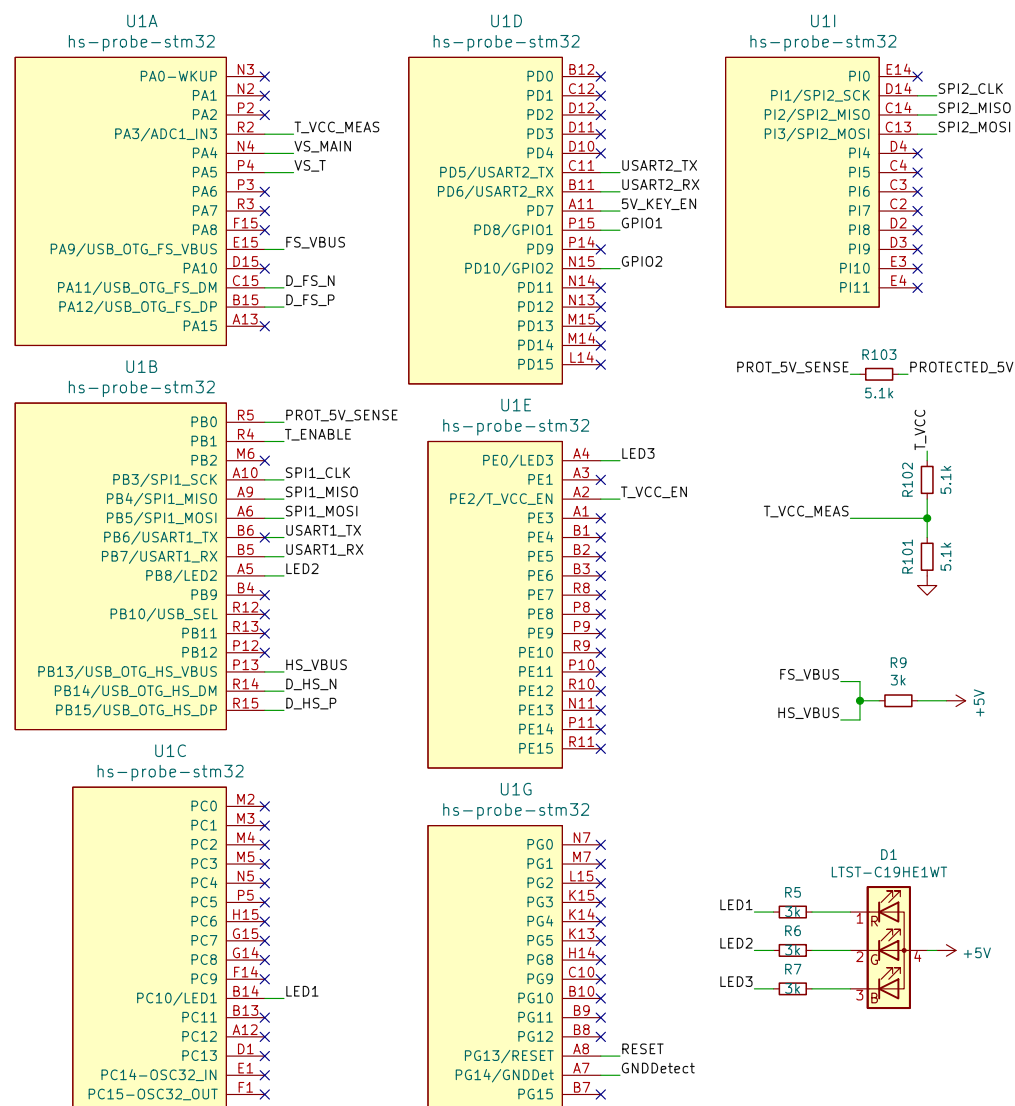 U1A
hs-probe-stm32
PA0-WKUP N3
PA1 N2
PA2 P2
PA3/ADC1_IN3 R2 T_VCC_MEAS
PA4 N4 VS_MAIN
PA5 P4 VS_T
PA6 P3
PA7 R3
PA8 F15
PA9/USB_OTG_FS_VBUS E15 FS_VBUS
PA10 D15
PA11/USB_OTG_FS_DM C15 D_FS_N
PA12/USB_OTG_FS_DP B15 D_FS_P
PA15 A13
U1B
hs-probe-stm32
PB0 R5 PROT_5V_SENSE
PB1 R4 T_ENABLE
PB2 M6
PB3/SPI1_SCK A10 SPI1_CLK
PB4/SPI1_MISO A9 SPI1_MISO
PB5/SPI1_MOSI A6 SPI1_MOSI
PB6/USART1_TX B6 USART1_TX
PB7/USART1_RX B5 USART1_RX
PB8/LED2 A5 LED2
PB9 B4
PB10/USB_SEL R12
PB11 R13
PB12 P12
PB13/USB_OTG_HS_VBUS P13 HS_VBUS
PB14/USB_OTG_HS_DM R14 D_HS_N
PB15/USB_OTG_HS_DP R15 D_HS_P
U1C
hs-probe-stm32
PC0 M2
PC1 M3
PC2 M4
PC3 M5
PC4 N5
PC5 P5
PC6 H15
PC7 G15
PC8 G14
PC9 F14
PC10/LED1 B14 LED1
PC11 B13
PC12 A12
PC13 D1
PC14-OSC32_IN E1
PC15-OSC32_OUT F1
U1D
hs-probe-stm32
PD0 B12
PD1 C12
PD2 D12
PD3 D11
PD4 D10
PD5/USART2_TX C11 USART2_TX
PD6/USART2_RX B11 USART2_RX
PD7 A11 5V_KEY_EN
PD8/GPIO1 P15 GPIO1
PD9 P14
PD10/GPIO2 N15 GPIO2
PD11 N14
PD12 N13
PD13 M15
PD14 M14
PD15 L14
U1E
hs-probe-stm32
PE0/LED3 A4 LED3
PE1 A3
PE2/T_VCC_EN A2 T_VCC_EN
PE3 A1
PE4 B1
PE5 B2
PE6 B3
PE7 R8
PE8 P8
PE9 P9
PE10 R9
PE11 P10
PE12 R10
PE13 N11
PE14 P11
PE15 R11
U1G
hs-probe-stm32
PG0 N7
PG1 M7
PG2 L15
PG3 K15
PG4 K14
PG5 K13
PG8 H14
PG9 C10
PG10 B10
PG11 B9
PG12 B8
PG13/RESET A8 RESET
PG14/GNDDet A7 GNDDetect
PG15 B7
U1I
hs-probe-stm32
PI0 E14
PI1/SPI2_SCK D14 SPI2_CLK
PI2/SPI2_MISO C14 SPI2_MISO
PI3/SPI2_MOSI C13 SPI2_MOSI
PI4 D4
PI5 C4
PI6 C3
PI7 C2
PI8 D2
PI9 D3
PI10 E3
PI11 E4
R103
PROT_5V_SENSE PROTECTED_5V
5.1k
T_VCC
R102 5.1k
T_VCC_MEAS
R101 5.1k
R9
3k
FS_VBUS
HS_VBUS
+5V
D1
LTST-C19HE1WT
R5
LED1 3k 1 R
R6
LED2 3k 2 G 4 +5V
R7
LED3 3k 3 B